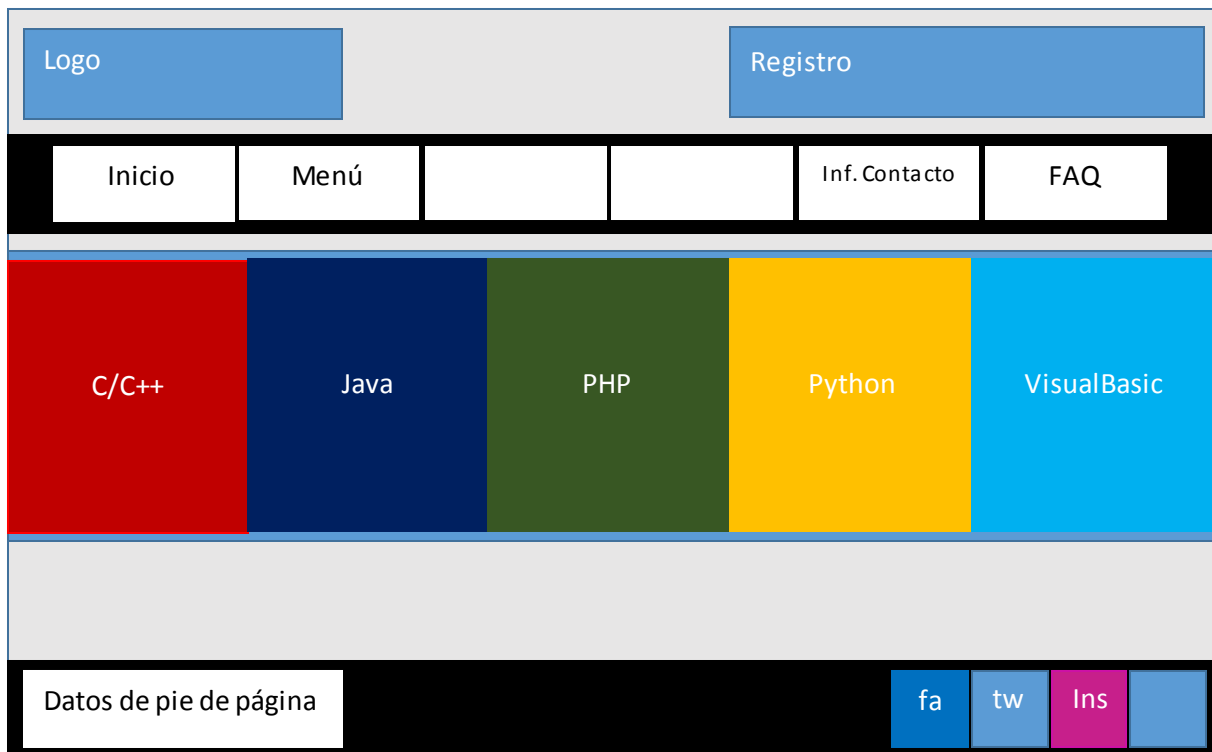 Logo
Registro
Inicio
Menú
Inf. Contacto
FAQ
C/C++
Java
PHP
Python
VisualBasic
Datos de pie de página
fa
tw
Ins